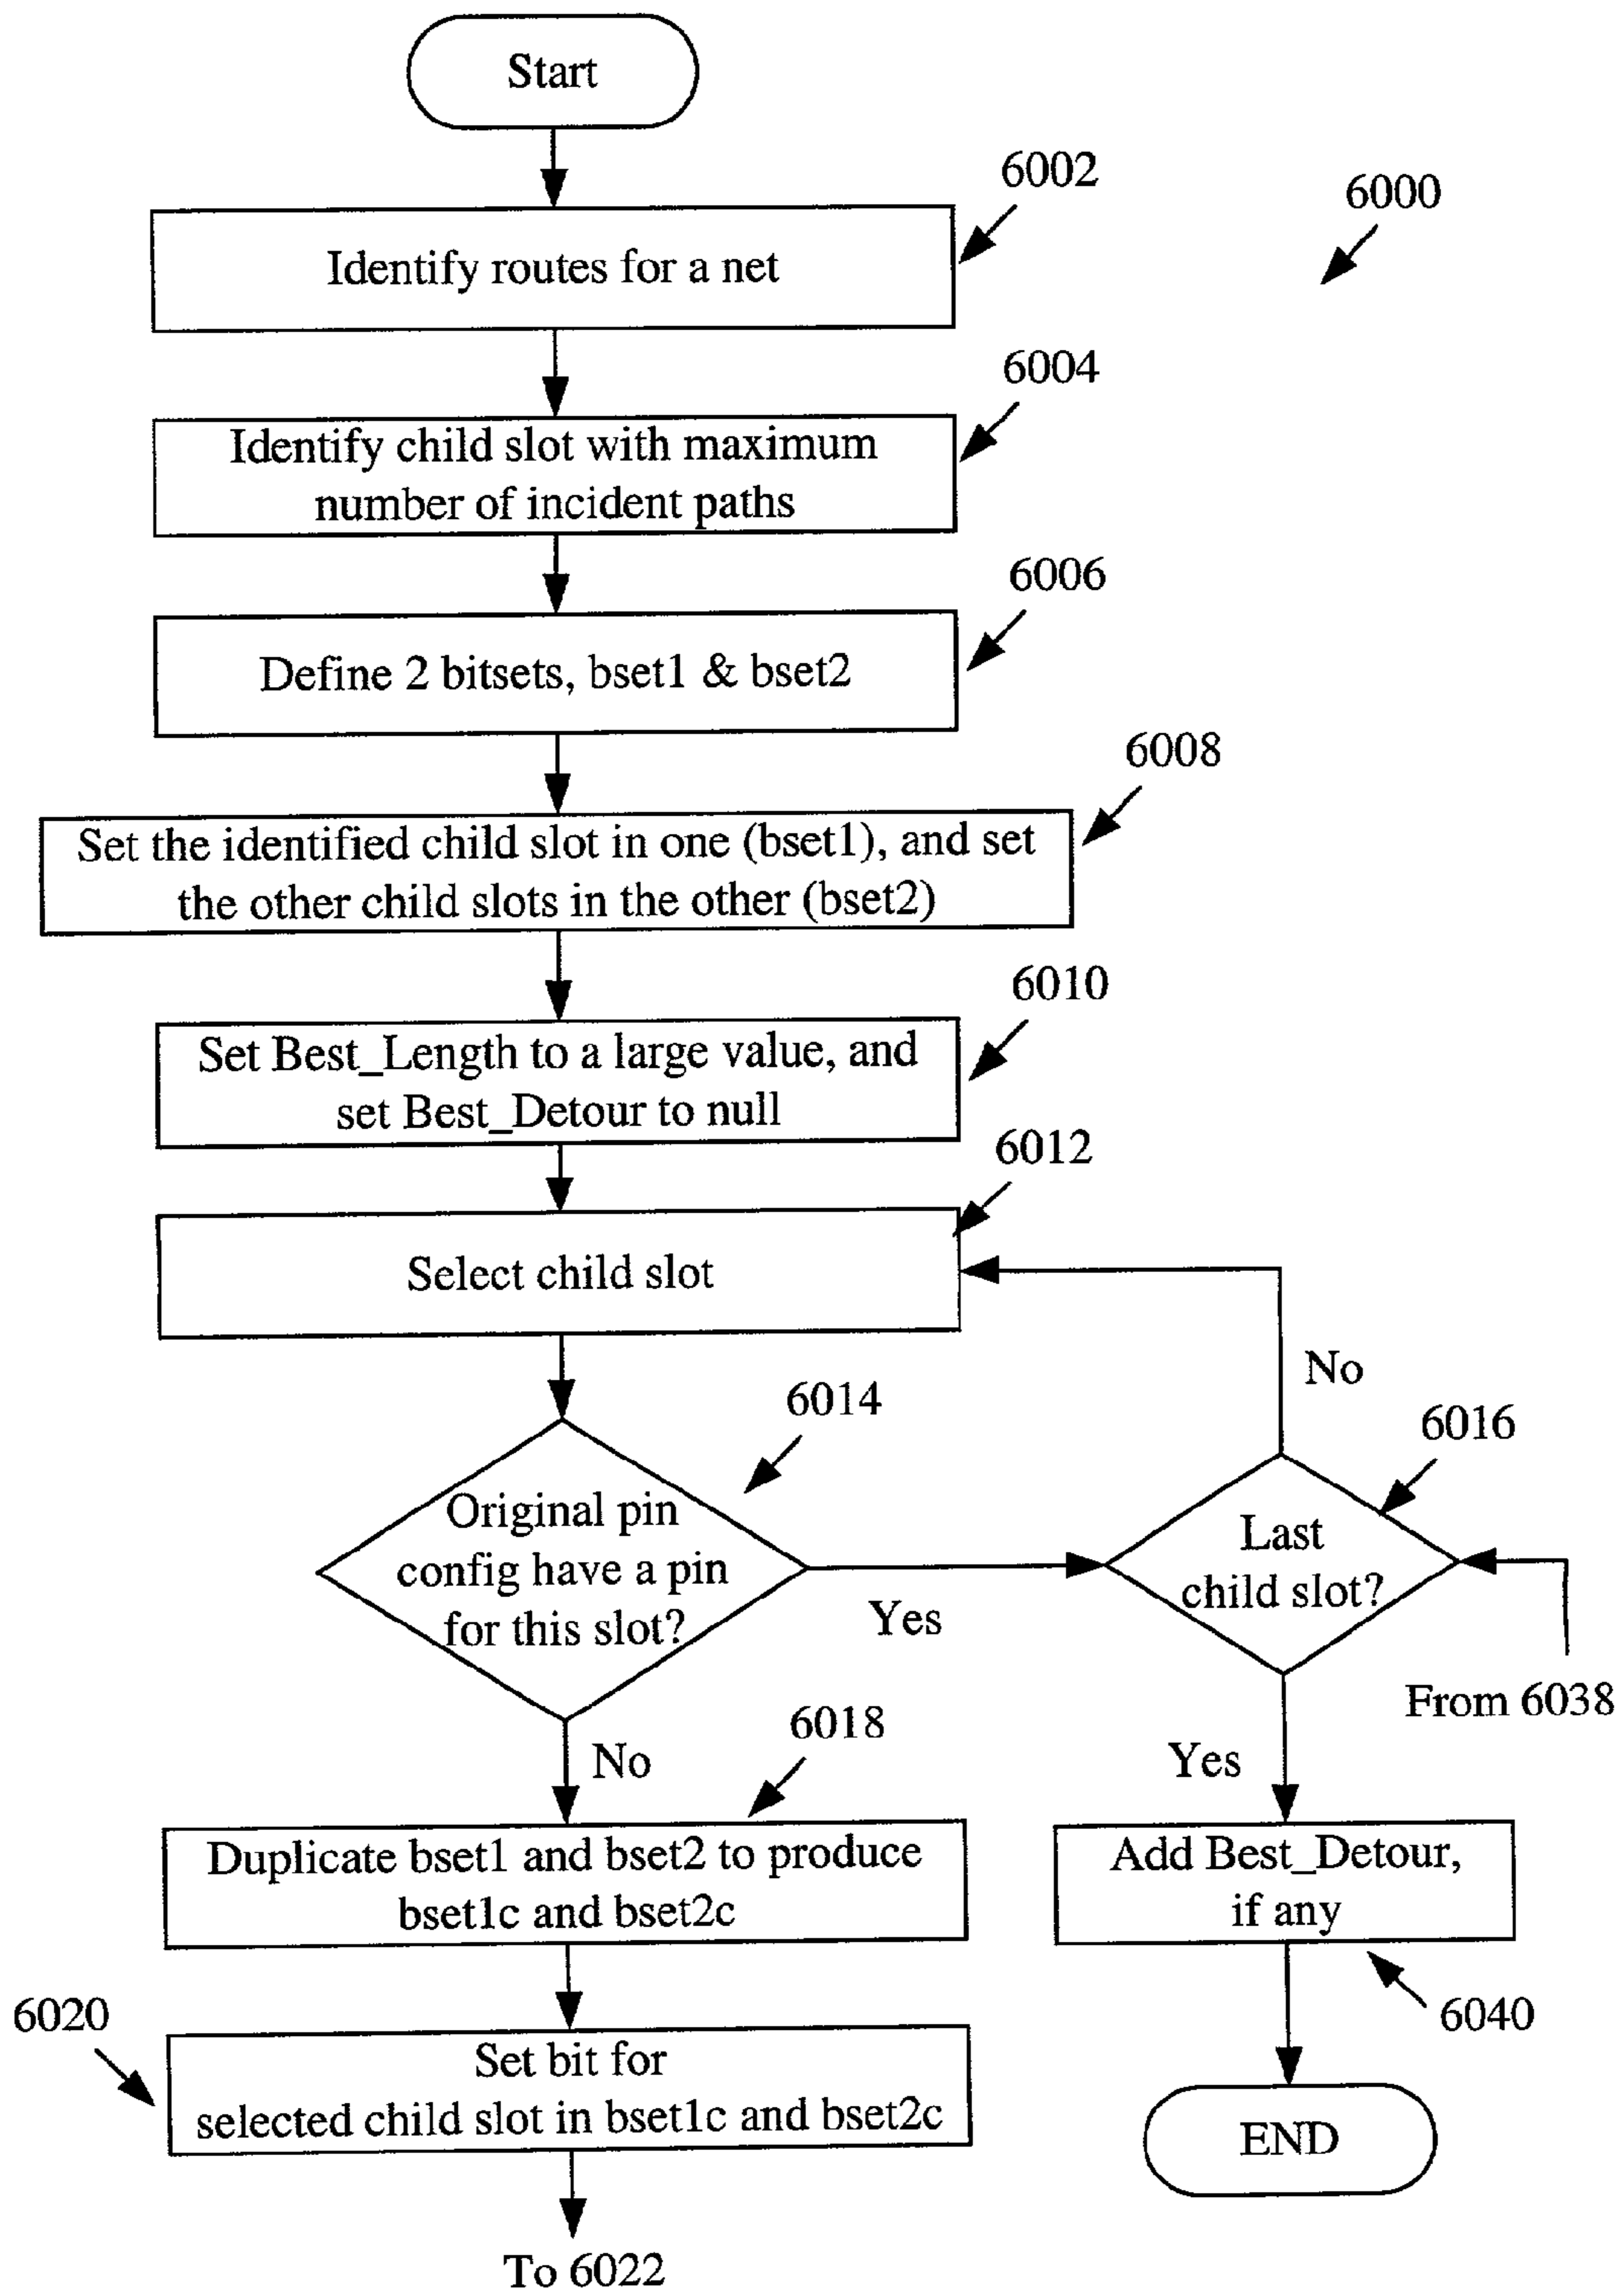 Start
6002
6000
Identify routes for a net
6004
Identify child slot with maximum
number of incident paths
6006
Define 2 bitsets, bset1 & bset2
6008
Set the identified child slot in one (bset1), and set
the other child slots in the other (bset2)
6010
Set Best_Length to a large value, and
set Best_Detour to null
6012
Select child slot
No
6014
6016
Original pin
config have a pin
for this slot?
Last
child slot?
Yes
From 6038
6018
No
Yes
Duplicate bset1 and bset2 to produce
bset1c and bset2c
Add Best_Detour,
if any
6020
6040
Set bit for
selected child slot in bset1c and bset2c
END
To 6022